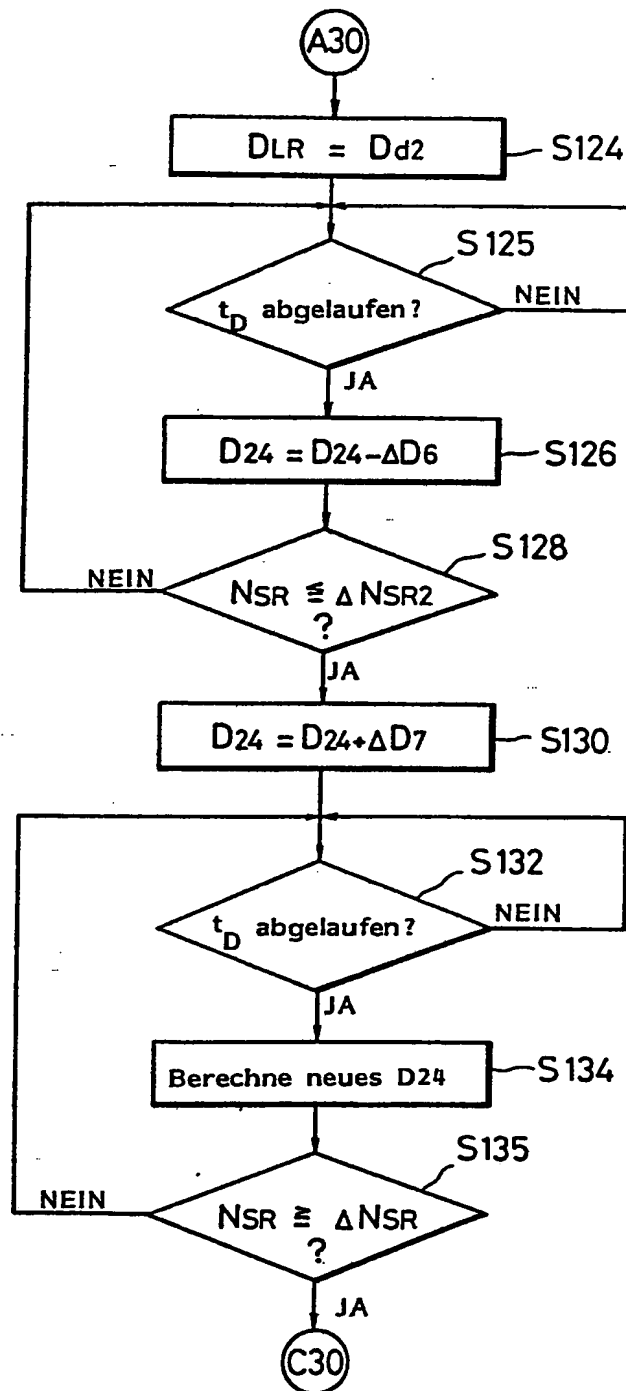 A30
DLR = Dd2
S124
S125
tD abgelaufen?
NEIN
JA
D24 = D24-ΔD6
S126
S128
NEIN
NSR ≦ ΔNSR2
?
JA
D24 = D24+ΔD7
S130
S132
tD abgelaufen?
NEIN
JA
Berechne neues D24
S134
S135
NEIN
NSR ≧ ΔNSR
?
JA
C30